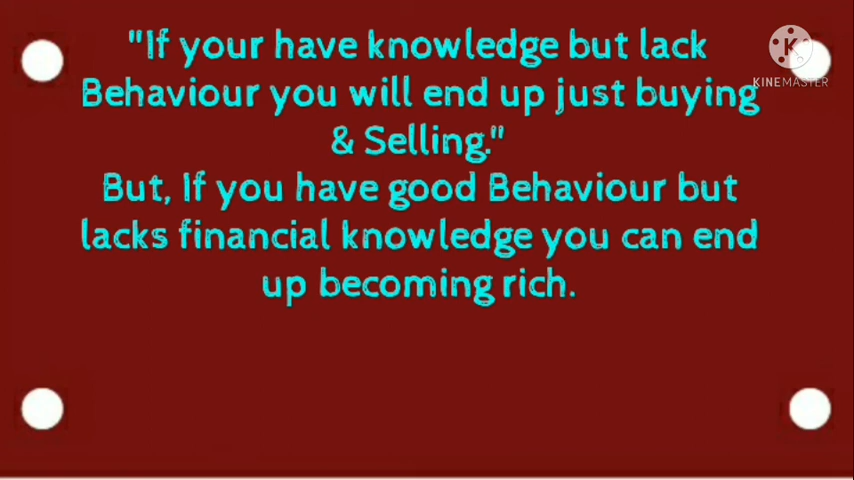 "If your have knowledge but lack
Behaviour you will end up just buying
& Selling."
But, If you have good Behaviour but
lacks financial knowledge you can end
up becoming rich.
K
KINEMASTER